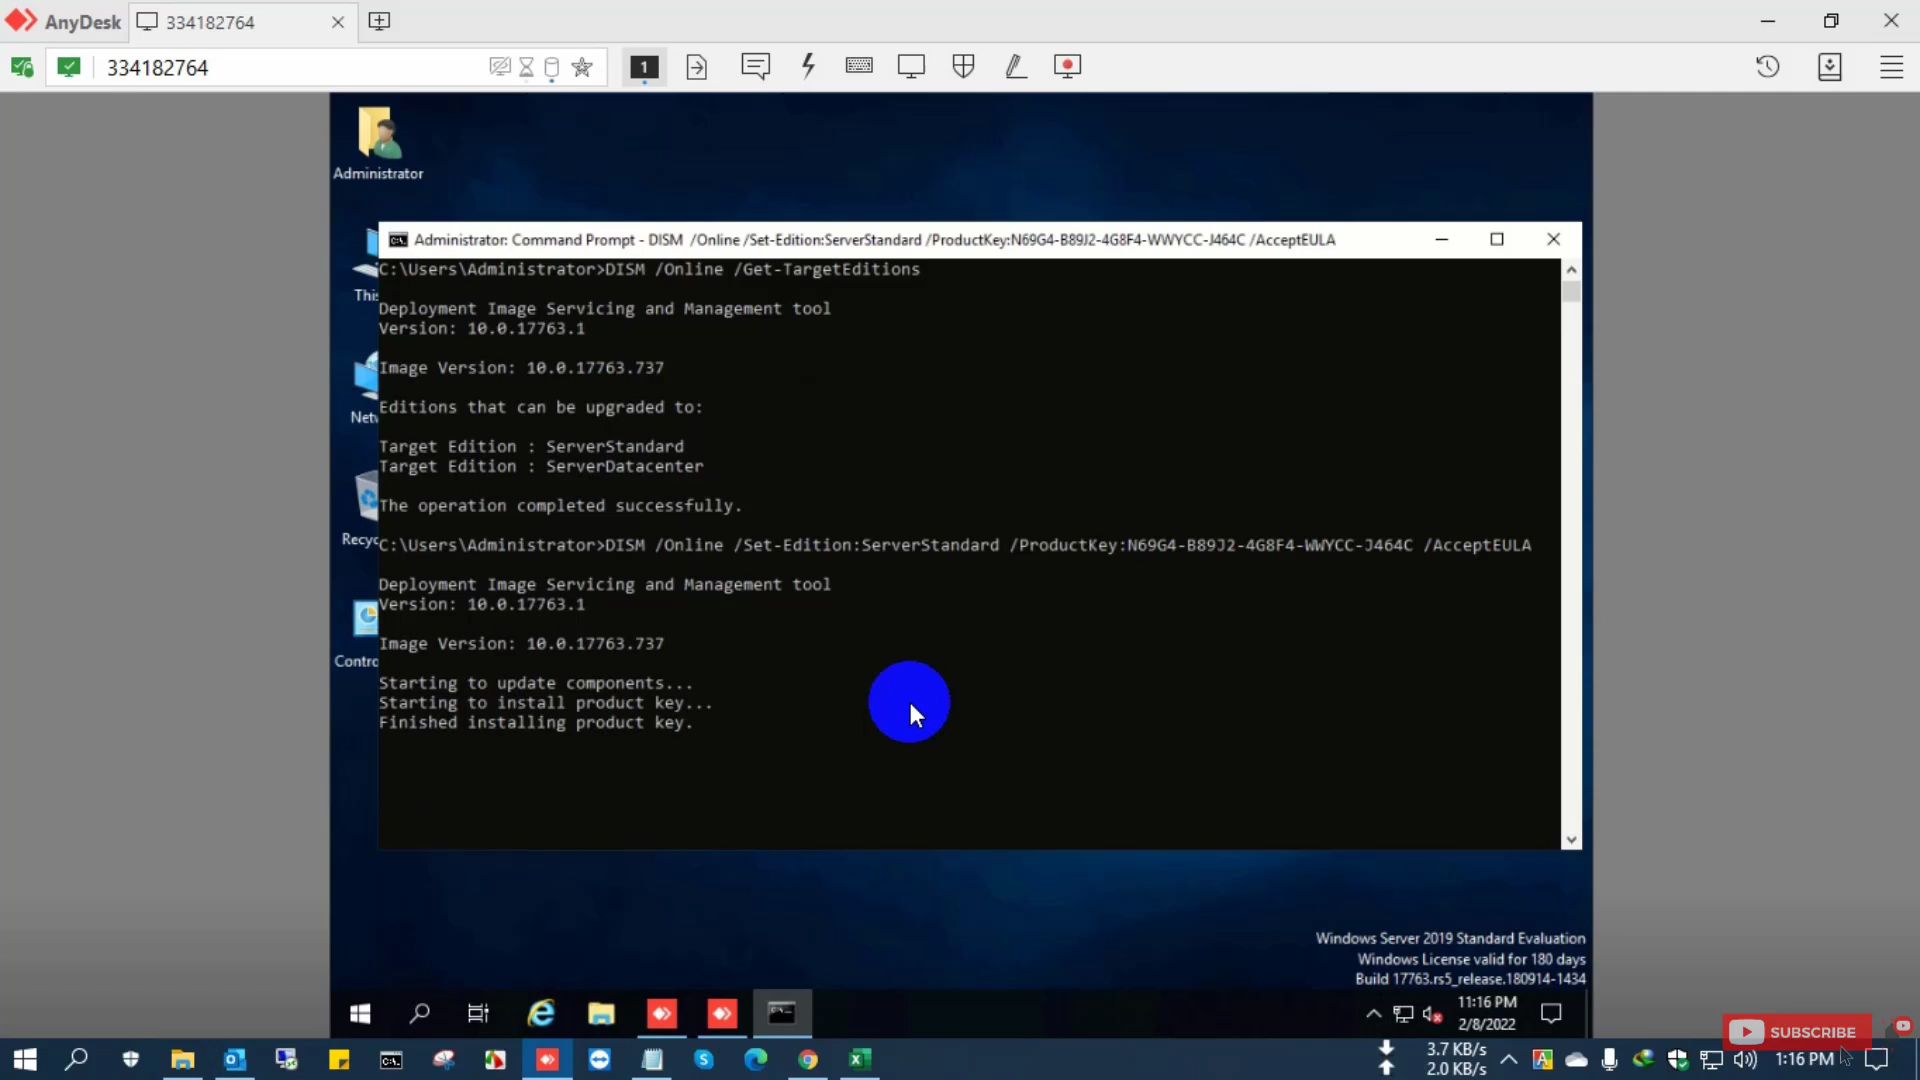 AnyDesk
334182764
334182764
1
Administrator
Administrator: Command Prompt - DISM /Online /Set-Edition:ServerStandard /ProductKey:N69G4-B89J2-4G8F4-WWYCC-J464C /AcceptEULA
C:\Users\Administrator>DISM /Online /Get-TargetEditions
This
Deployment Image Servicing and Management tool
Version: 10.0.17763.1
Image Version: 10.0.17763.737
Netw
Editions that can be upgraded to:
Target Edition : ServerStandard
Target Edition : ServerDatacenter
The operation completed successfully.
Recyc
C:\Users\Administrator>DISM /Online /Set-Edition:ServerStandard /ProductKey:N69G4-B89J2-4G8F4-WWYCC-J464C /AcceptEULA
Deployment Image Servicing and Management tool
Version: 10.0.17763.1
Image Version: 10.0.17763.737
Contro
Starting to update components...
Starting to install product key...
Finished installing product key.
Windows Server 2019 Standard Evaluation
Windows License valid for 180 days
Build 17763.rs5_release.180914-1434
11:16 PM
2/8/2022
SUBSCRIBE
3.7 KB/s
2.0 KB/s
1:16 PM